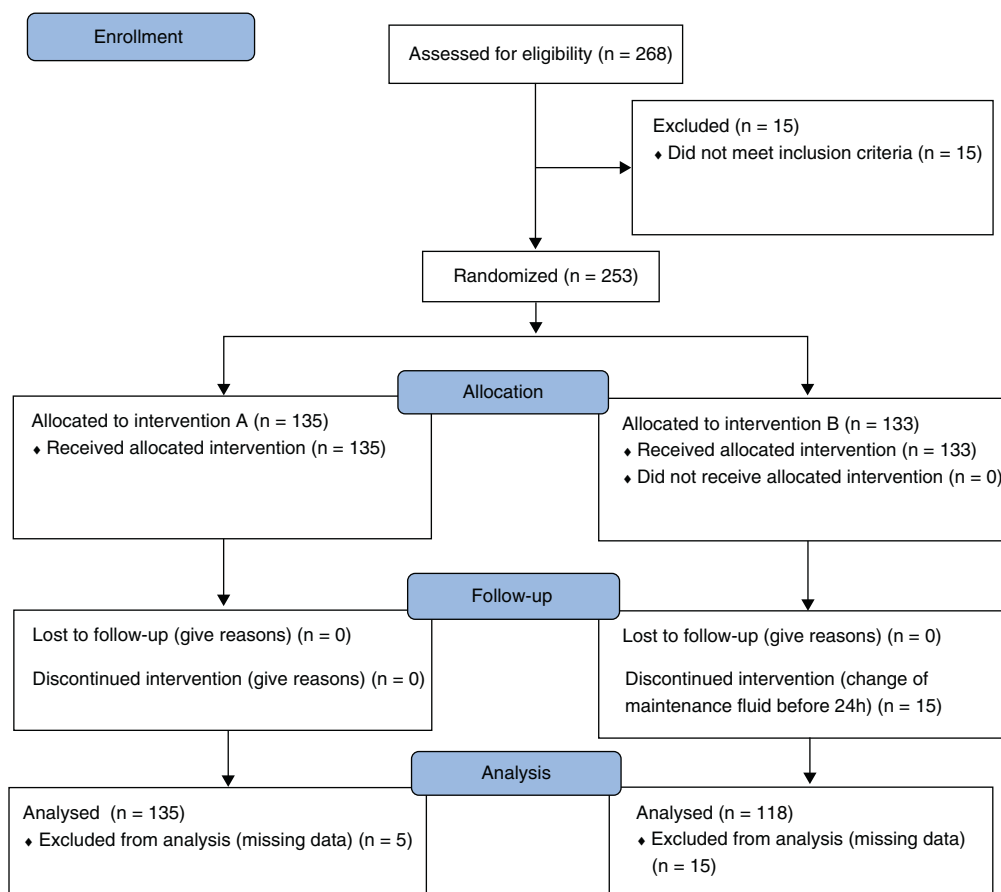 Enrollment
Assessed for eligibility (n = 268)
Excluded (n = 15)
♦ Did not meet inclusion criteria (n = 15)
Randomized (n = 253)
Allocation
Allocated to intervention A (n = 135)
♦ Received allocated intervention (n = 135)
Allocated to intervention B (n = 133)
♦ Received allocated intervention (n = 133)
♦ Did not receive allocated intervention (n = 0)
Follow-up
Lost to follow-up (give reasons) (n = 0)
Discontinued intervention (give reasons) (n = 0)
Lost to follow-up (give reasons) (n = 0)
Discontinued intervention (change of
maintenance fluid before 24h) (n = 15)
Analysis
Analysed (n = 135)
♦ Excluded from analysis (missing data) (n = 5)
Analysed (n = 118)
♦ Excluded from analysis (missing data)
(n = 15)